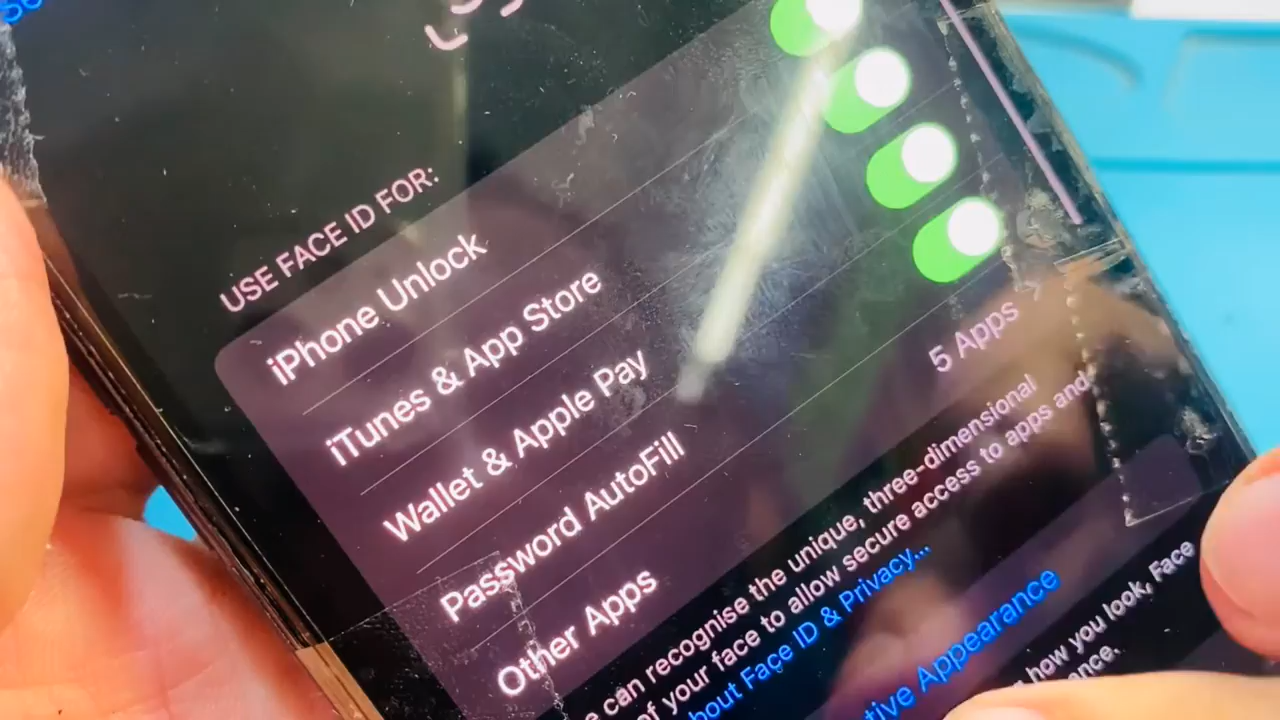 USE FACE ID FOR:
iPhone Unlock
iTunes & App Store
Wallet & Apple Pay
Password AutoFill
Other Apps 5 Apps
can recognise the unique, three-dimensional
of your face to allow secure access to apps and
Face ID & Privacy...
Appearance
how you look, Face